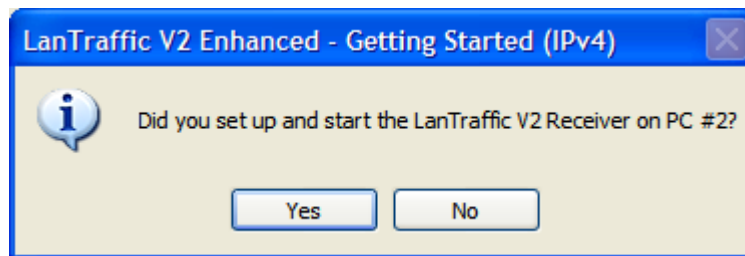 LanTraffic V2 Enhanced - Getting Started (IPv4)
Did you set up and start the LanTraffic V2 Receiver on PC #2?
Yes
No